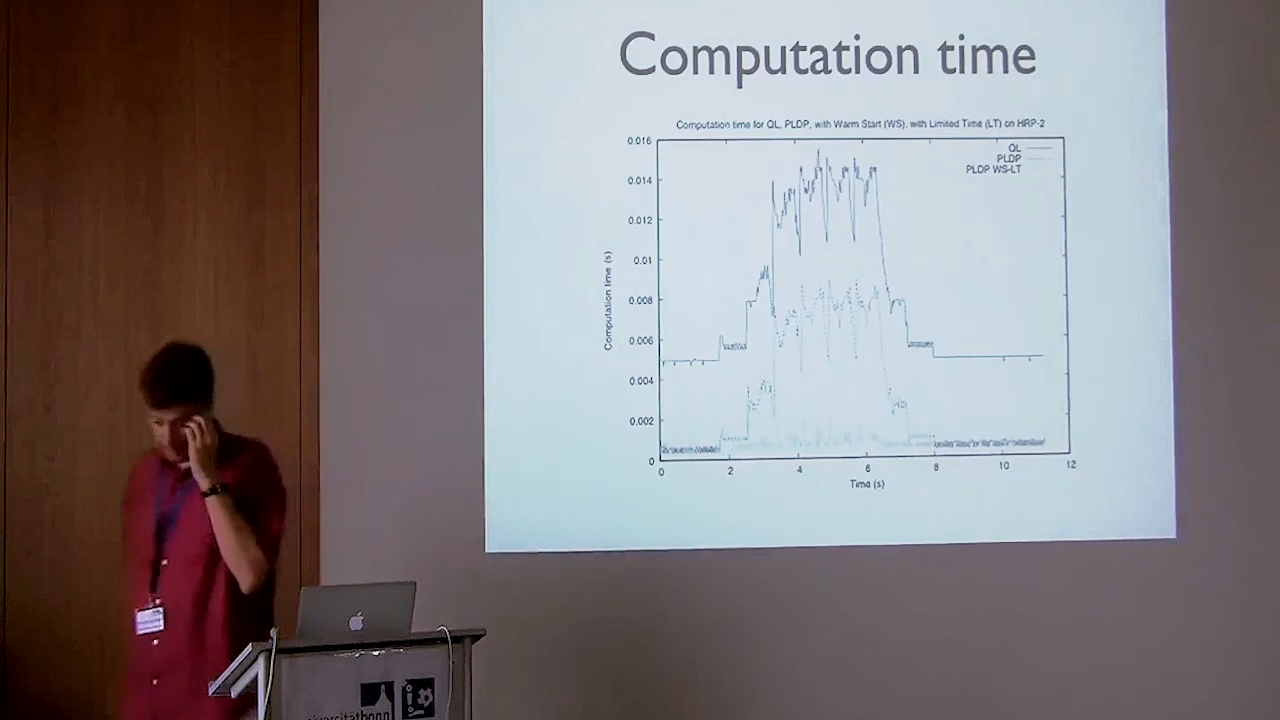 Computation time
Computation time for QL, PLDP, with Warm Start (WS), with Limited Time (LT) on HRP-2
QL
PLDP
PLDP WS-LT
0.016
0.014
0.012
0.01
0.008
0.006
0.004
0.002
0
Computation time (s)
0 2 4 6 8 10 12
Time (s)
universitätbonn